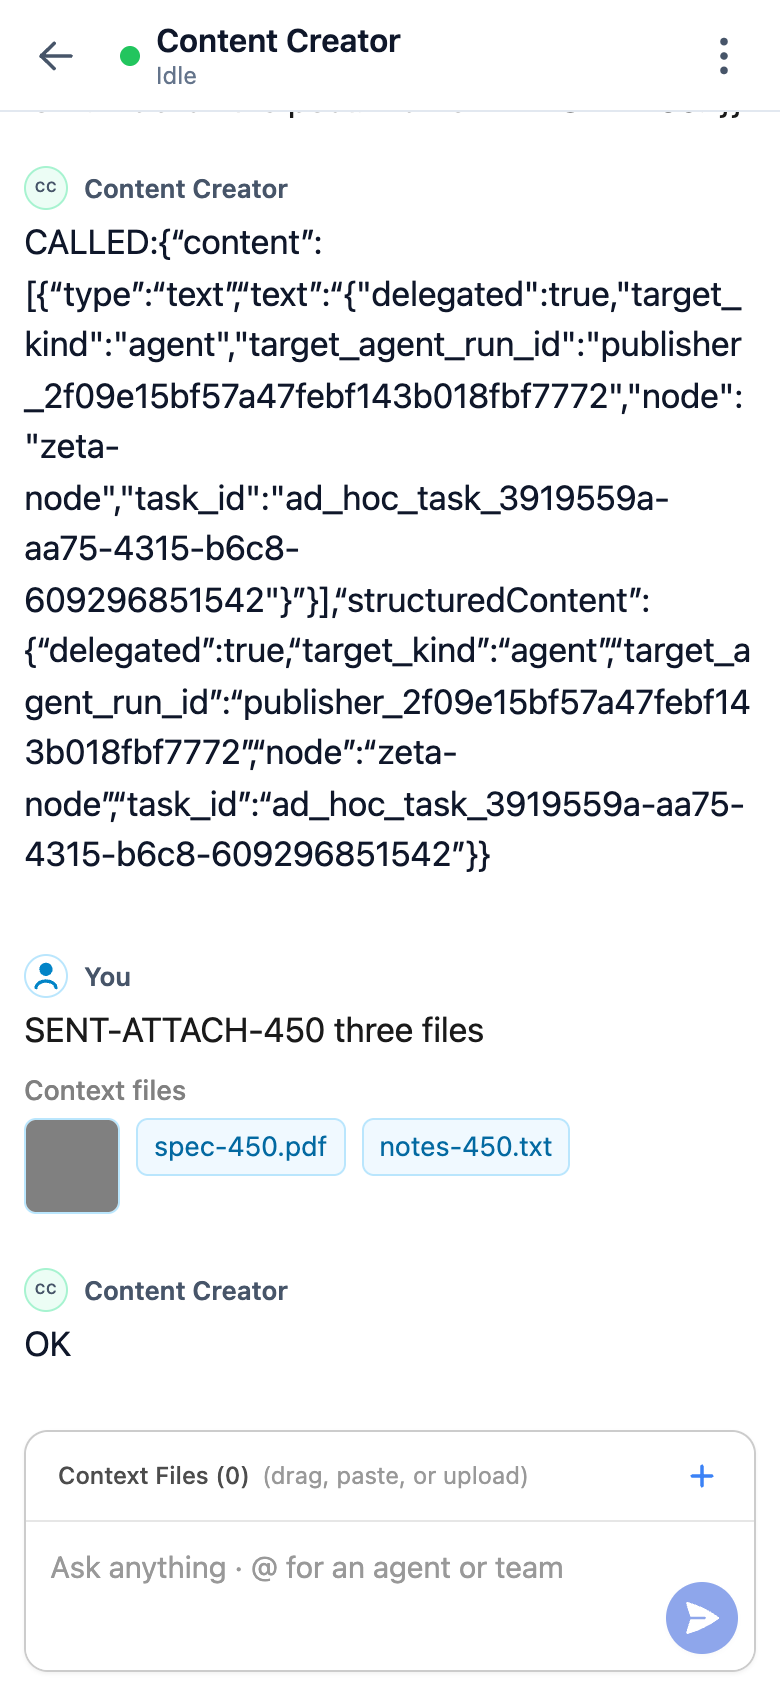 Content Creator
Idle
CC Content Creator
CALLED:{“content”:
[{“type”:“text”,“text”:“{"delegated":true,"target_
kind":"agent","target_agent_run_id":"publisher
_2f09e15bf57a47febf143b018fbf7772","node":
"zeta-
node","task_id":"ad_hoc_task_3919559a-
aa75-4315-b6c8-
609296851542"}”}],“structuredContent”:
{“delegated”:true,“target_kind”:“agent”,“target_a
gent_run_id”:“publisher_2f09e15bf57a47febf14
3b018fbf7772”,“node”:“zeta-
node”,“task_id”:“ad_hoc_task_3919559a-aa75-
4315-b6c8-609296851542”}}
You
SENT-ATTACH-450 three files
Context files
spec-450.pdf notes-450.txt
CC Content Creator
OK
Context Files (0) (drag, paste, or upload)
Ask anything · @ for an agent or team